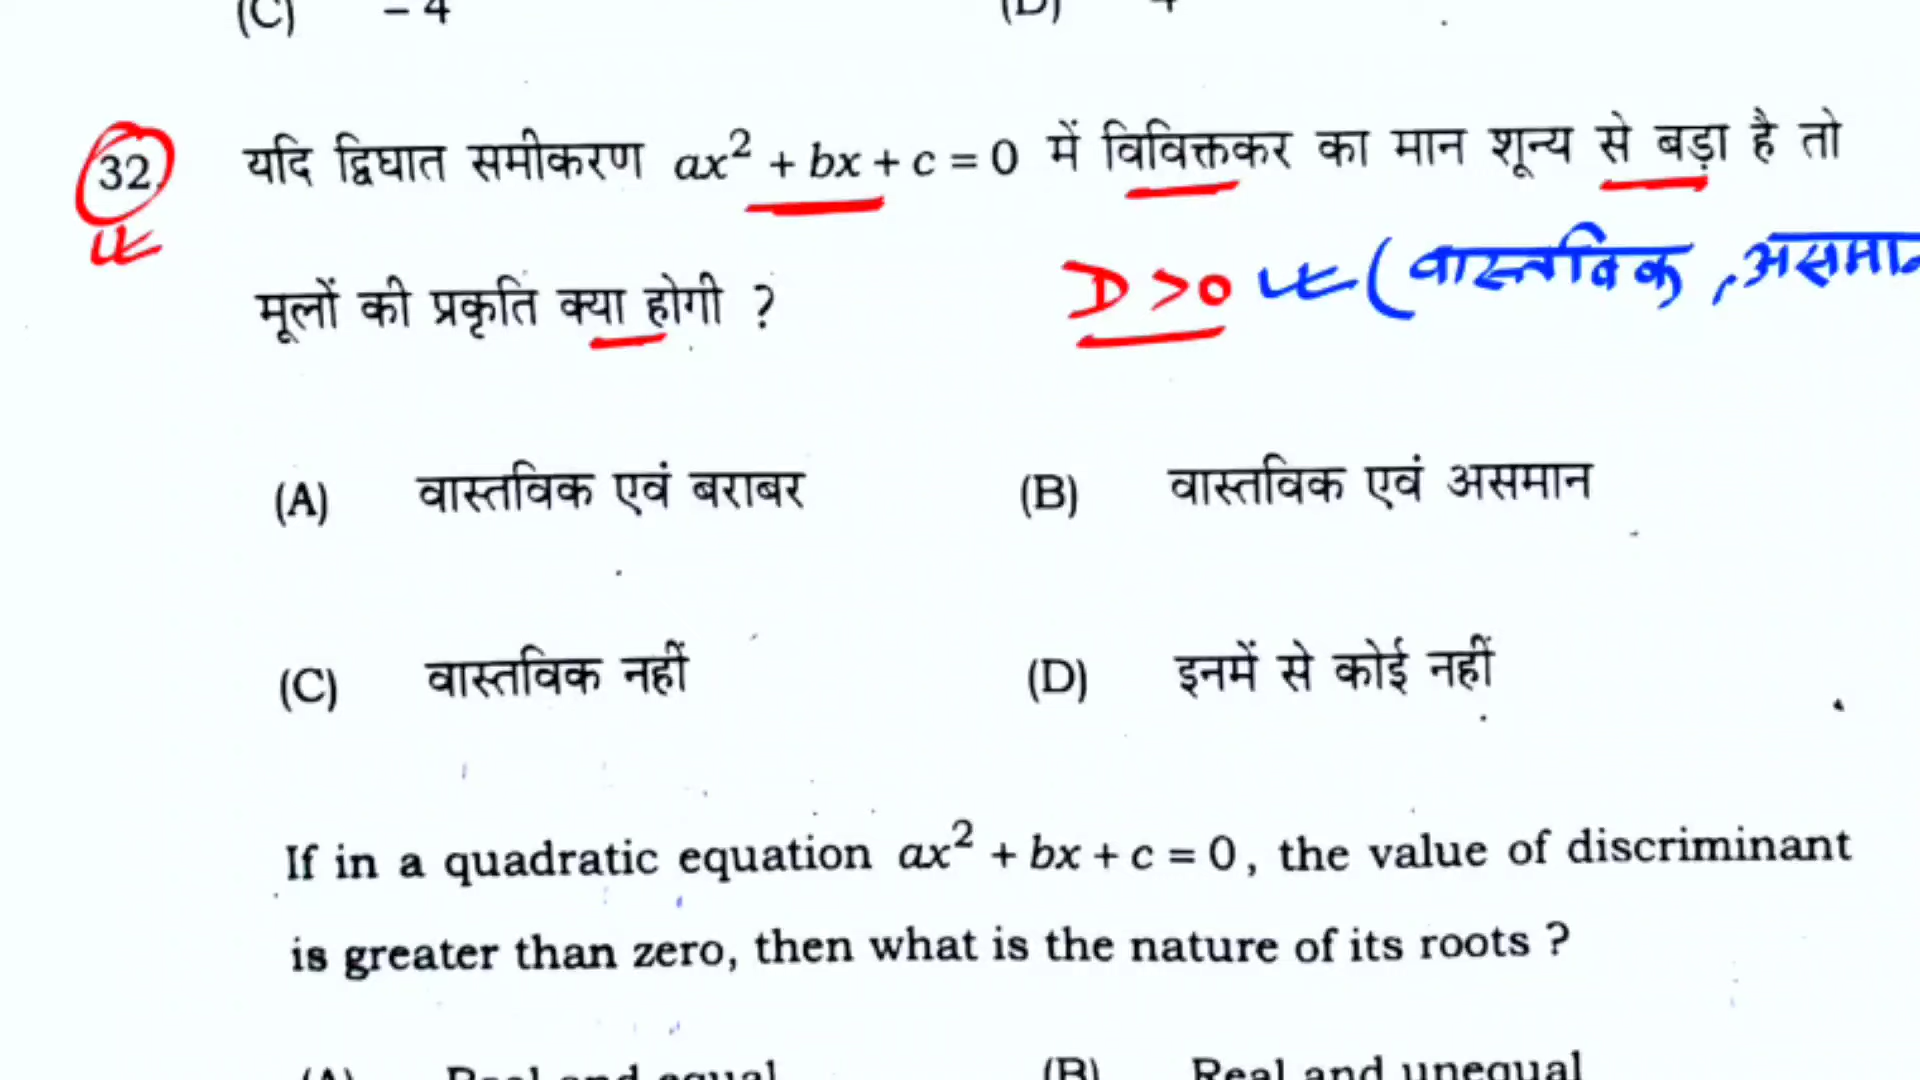 (C) – 4 (D) 4
32. यदि द्विघात समीकरण ax² + bx + c = 0 में विविक्तकर का मान शून्य से बड़ा है तो
मूलों की प्रकृति क्या होगी ? D > 0 (वास्तविक, असमान
(A) वास्तविक एवं बराबर (B) वास्तविक एवं असमान
(C) वास्तविक नहीं (D) इनमें से कोई नहीं
If in a quadratic equation ax² + bx + c = 0, the value of discriminant
is greater than zero, then what is the nature of its roots ?
(A) Real and equal (B) Real and unequal